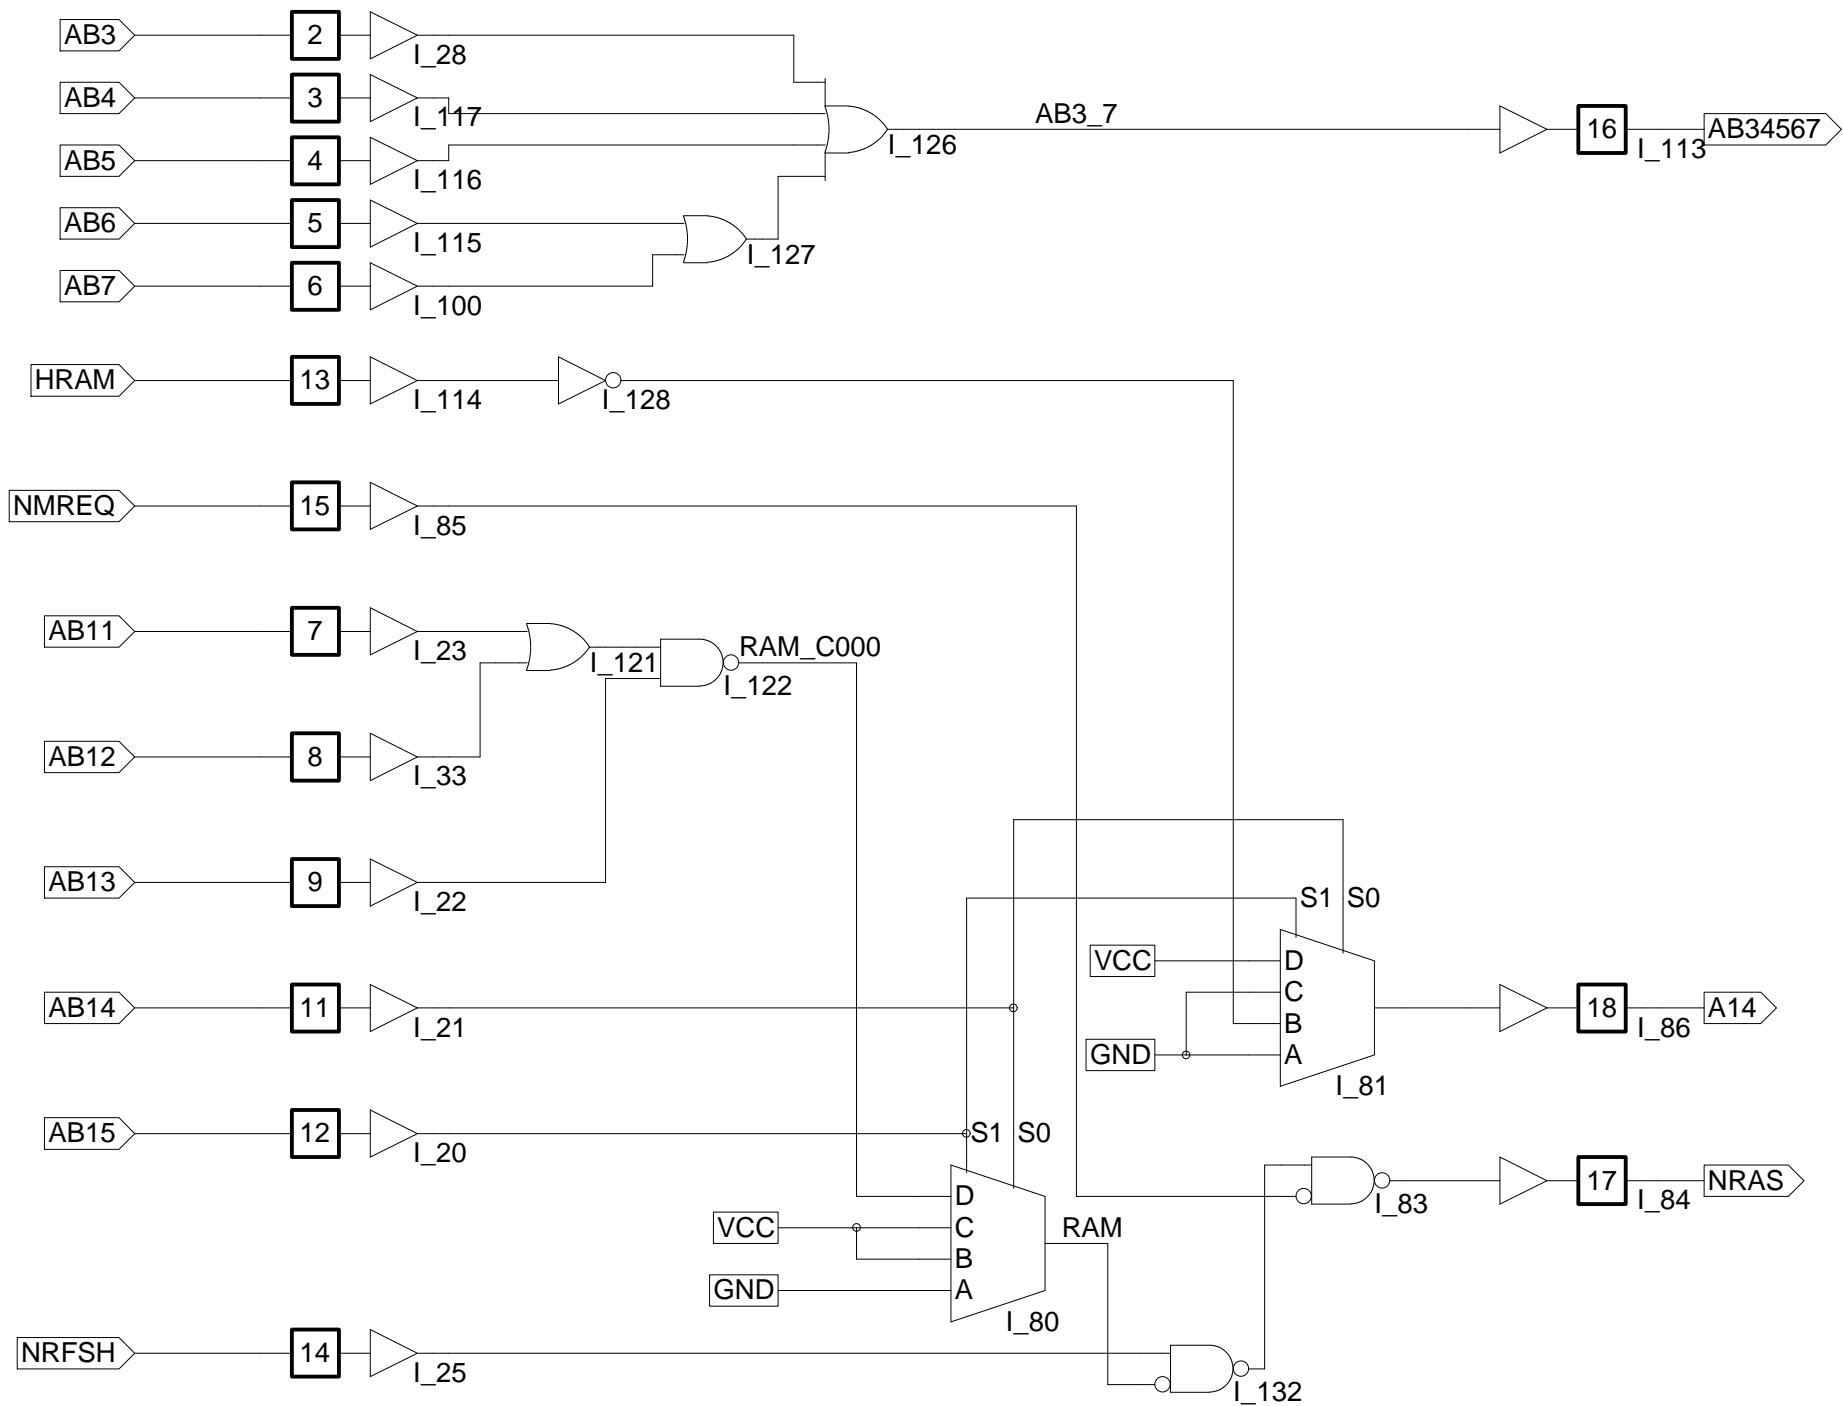 AB3 2 I_28
AB4 3 I_117
AB3_7 16 I_113 AB34567
I_126
AB5 4 I_116
AB6 5 I_115
I_127
AB7 6 I_100
HRAM 13 I_114 I_128
NMREQ 15 I_85
AB11 7 I_23
I_121 RAM_C000
I_122
AB12 8 I_33
AB13 9 I_22
S1 S0
VCC D
C
AB14 11 I_21
B
18 I_86 A14
GND A
I_81
AB15 12 I_20
S1 S0
D
I_83 17 I_84 NRAS
VCC C
B
RAM
GND A
I_80
NRFSH 14 I_25
I_132